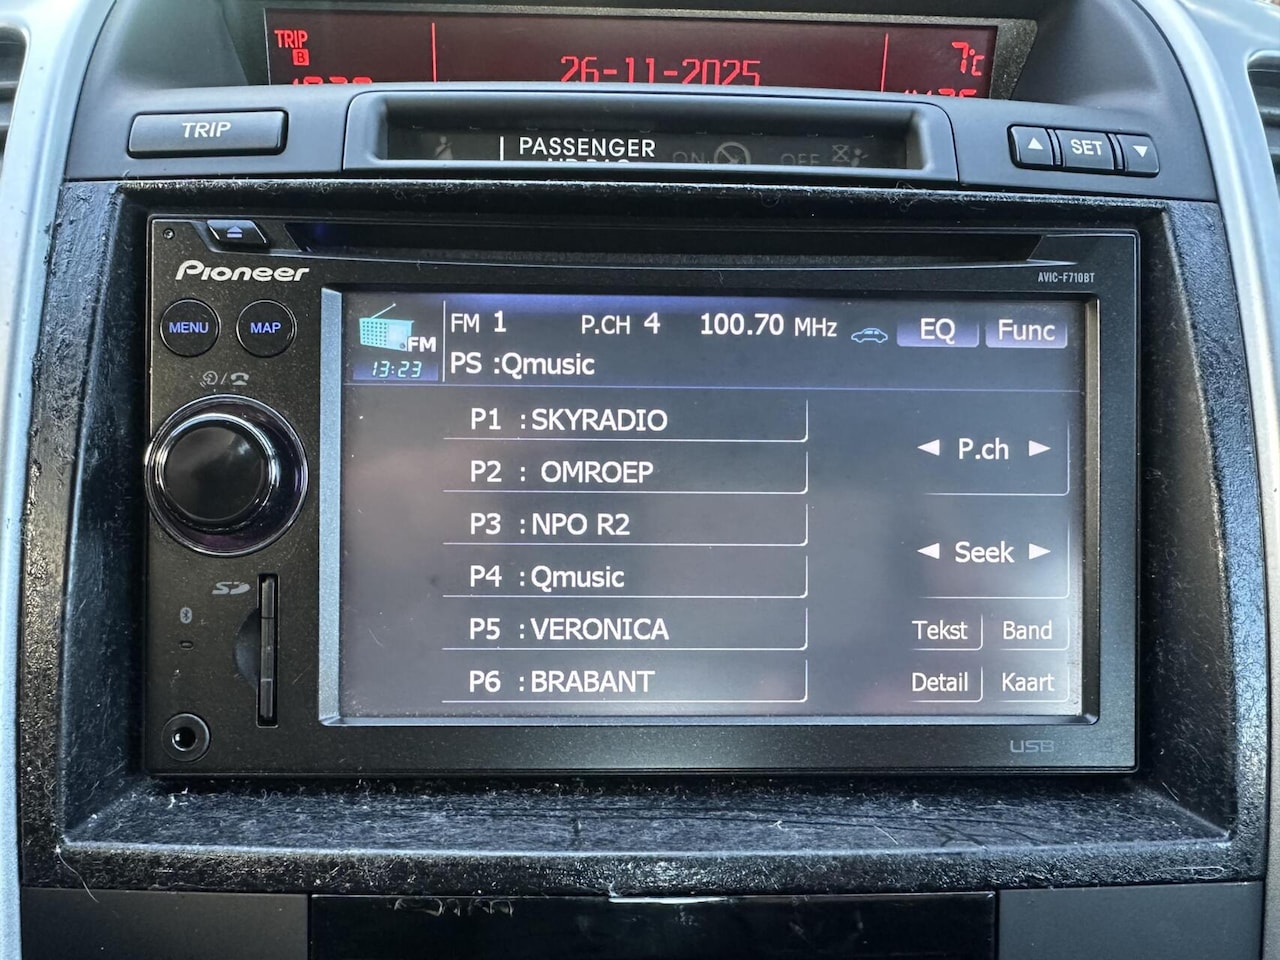 TRIP
B
26-11-2025
7°C
TRIP
PASSENGER
ON
OFF
SET
Pioneer
AVIC-F710BT
MENU
MAP
FM
13:23
FM 1
P.CH 4
100.70 MHz
EQ
Func
PS :Qmusic
P1 :SKYRADIO
P2 : OMROEP
P3 :NPO R2
P4 :Qmusic
P5 :VERONICA
P6 :BRABANT
P.ch
Seek
Tekst
Band
Detail
Kaart
SD
USB